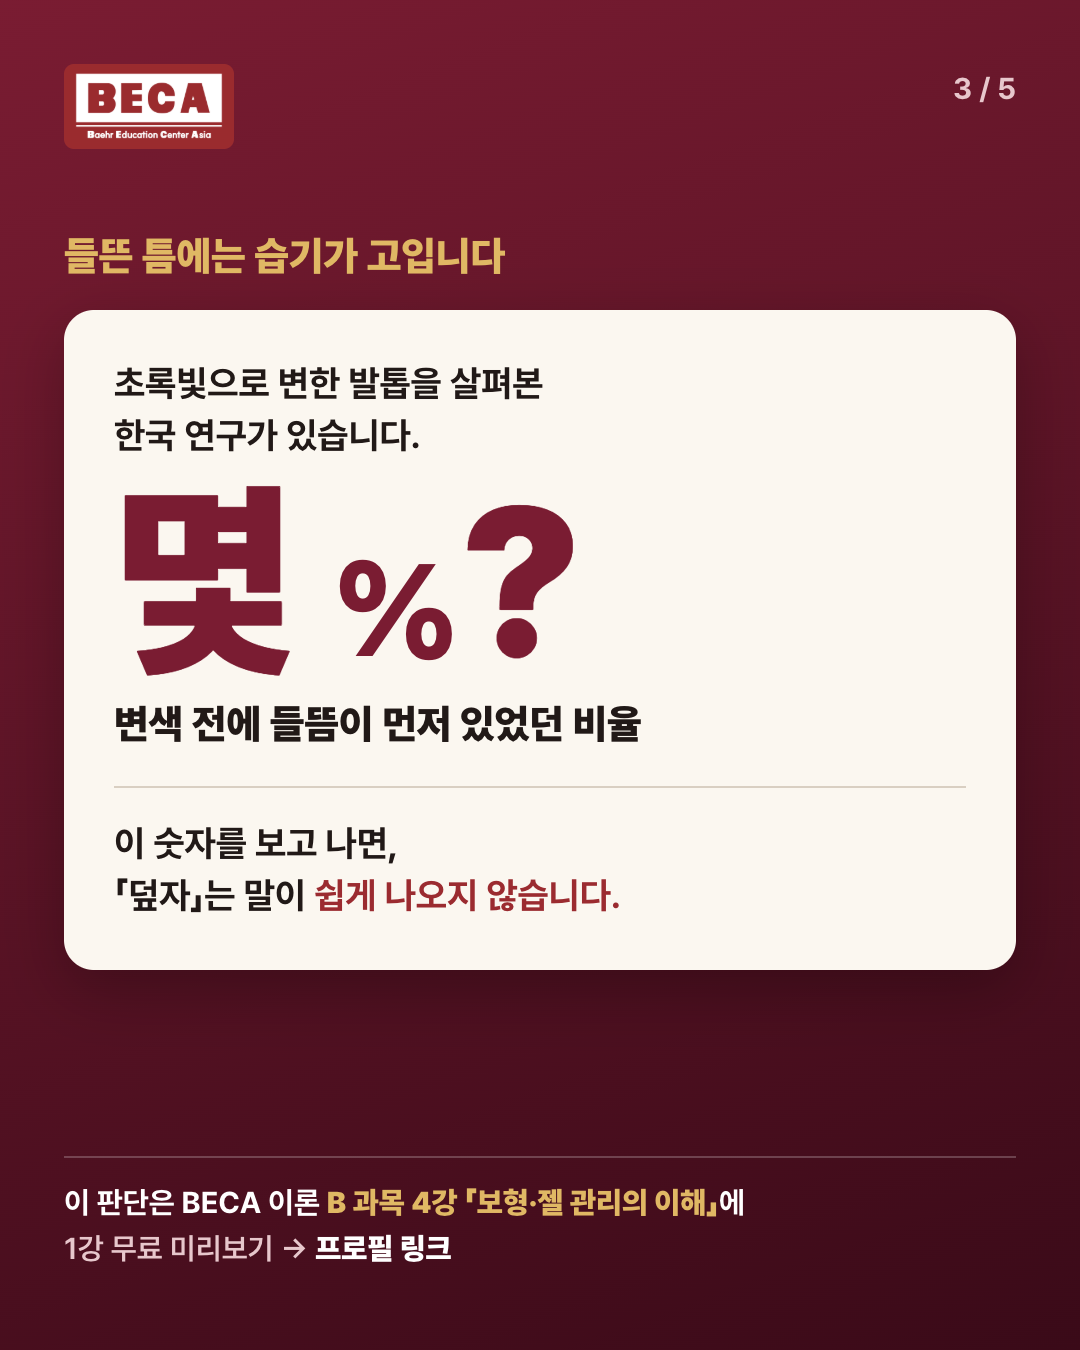 BECA
Baehr Education Center Asia
3 / 5
들뜬 틈에는 습기가 고입니다
초록빛으로 변한 발톱을 살펴본
한국 연구가 있습니다.
몇 %?
변색 전에 들뜸이 먼저 있었던 비율
이 숫자를 보고 나면,
「덮자」는 말이 쉽게 나오지 않습니다.
이 판단은 BECA 이론 B 과목 4강 「보형·젤 관리의 이해」에
1강 무료 미리보기 → 프로필 링크